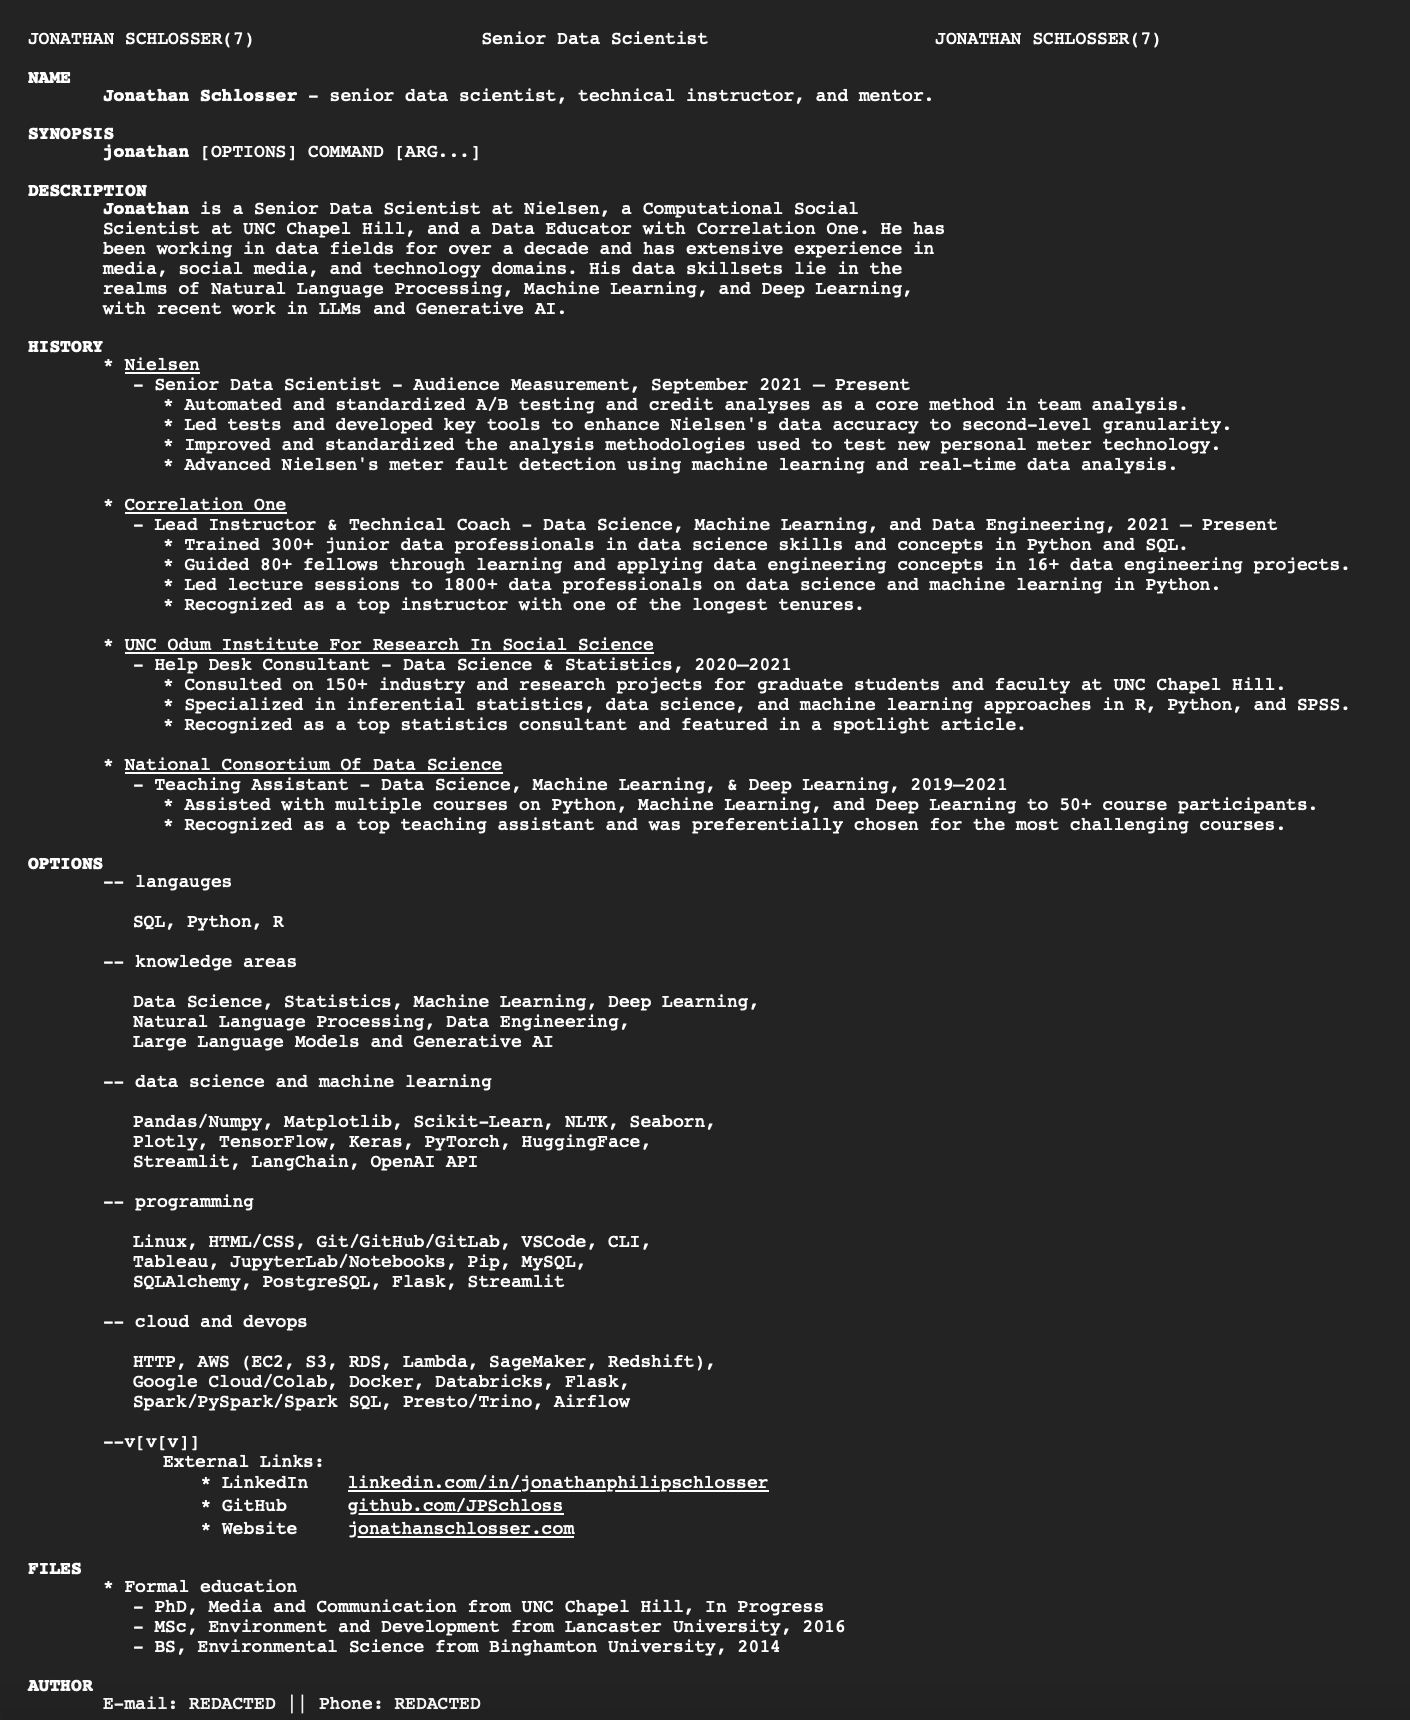 JONATHAN SCHLOSSER(7) Senior Data Scientist JONATHAN SCHLOSSER(7)
NAME
Jonathan Schlosser - senior data scientist, technical instructor, and mentor.
SYNOPSIS
jonathan [OPTIONS] COMMAND [ARG...]
DESCRIPTION
Jonathan is a Senior Data Scientist at Nielsen, a Computational Social
Scientist at UNC Chapel Hill, and a Data Educator with Correlation One. He has
been working in data fields for over a decade and has extensive experience in
media, social media, and technology domains. His data skillsets lie in the
realms of Natural Language Processing, Machine Learning, and Deep Learning,
with recent work in LLMs and Generative AI.
HISTORY
* Nielsen
- Senior Data Scientist - Audience Measurement, September 2021 — Present
* Automated and standardized A/B testing and credit analyses as a core method in team analysis.
* Led tests and developed key tools to enhance Nielsen's data accuracy to second-level granularity.
* Improved and standardized the analysis methodologies used to test new personal meter technology.
* Advanced Nielsen's meter fault detection using machine learning and real-time data analysis.
* Correlation One
- Lead Instructor & Technical Coach - Data Science, Machine Learning, and Data Engineering, 2021 — Present
* Trained 300+ junior data professionals in data science skills and concepts in Python and SQL.
* Guided 80+ fellows through learning and applying data engineering concepts in 16+ data engineering projects.
* Led lecture sessions to 1800+ data professionals on data science and machine learning in Python.
* Recognized as a top instructor with one of the longest tenures.
* UNC Odum Institute For Research In Social Science
- Help Desk Consultant - Data Science & Statistics, 2020—2021
* Consulted on 150+ industry and research projects for graduate students and faculty at UNC Chapel Hill.
* Specialized in inferential statistics, data science, and machine learning approaches in R, Python, and SPSS.
* Recognized as a top statistics consultant and featured in a spotlight article.
* National Consortium Of Data Science
- Teaching Assistant - Data Science, Machine Learning, & Deep Learning, 2019—2021
* Assisted with multiple courses on Python, Machine Learning, and Deep Learning to 50+ course participants.
* Recognized as a top teaching assistant and was preferentially chosen for the most challenging courses.
OPTIONS
-- langauges
SQL, Python, R
-- knowledge areas
Data Science, Statistics, Machine Learning, Deep Learning,
Natural Language Processing, Data Engineering,
Large Language Models and Generative AI
-- data science and machine learning
Pandas/Numpy, Matplotlib, Scikit-Learn, NLTK, Seaborn,
Plotly, TensorFlow, Keras, PyTorch, HuggingFace,
Streamlit, LangChain, OpenAI API
-- programming
Linux, HTML/CSS, Git/GitHub/GitLab, VSCode, CLI,
Tableau, JupyterLab/Notebooks, Pip, MySQL,
SQLAlchemy, PostgreSQL, Flask, Streamlit
-- cloud and devops
HTTP, AWS (EC2, S3, RDS, Lambda, SageMaker, Redshift),
Google Cloud/Colab, Docker, Databricks, Flask,
Spark/PySpark/Spark SQL, Presto/Trino, Airflow
--v[v[v]]
External Links:
* LinkedIn linkedin.com/in/jonathanphilipschlosser
* GitHub github.com/JPSchloss
* Website jonathanschlosser.com
FILES
* Formal education
- PhD, Media and Communication from UNC Chapel Hill, In Progress
- MSc, Environment and Development from Lancaster University, 2016
- BS, Environmental Science from Binghamton University, 2014
AUTHOR
E-mail: REDACTED || Phone: REDACTED